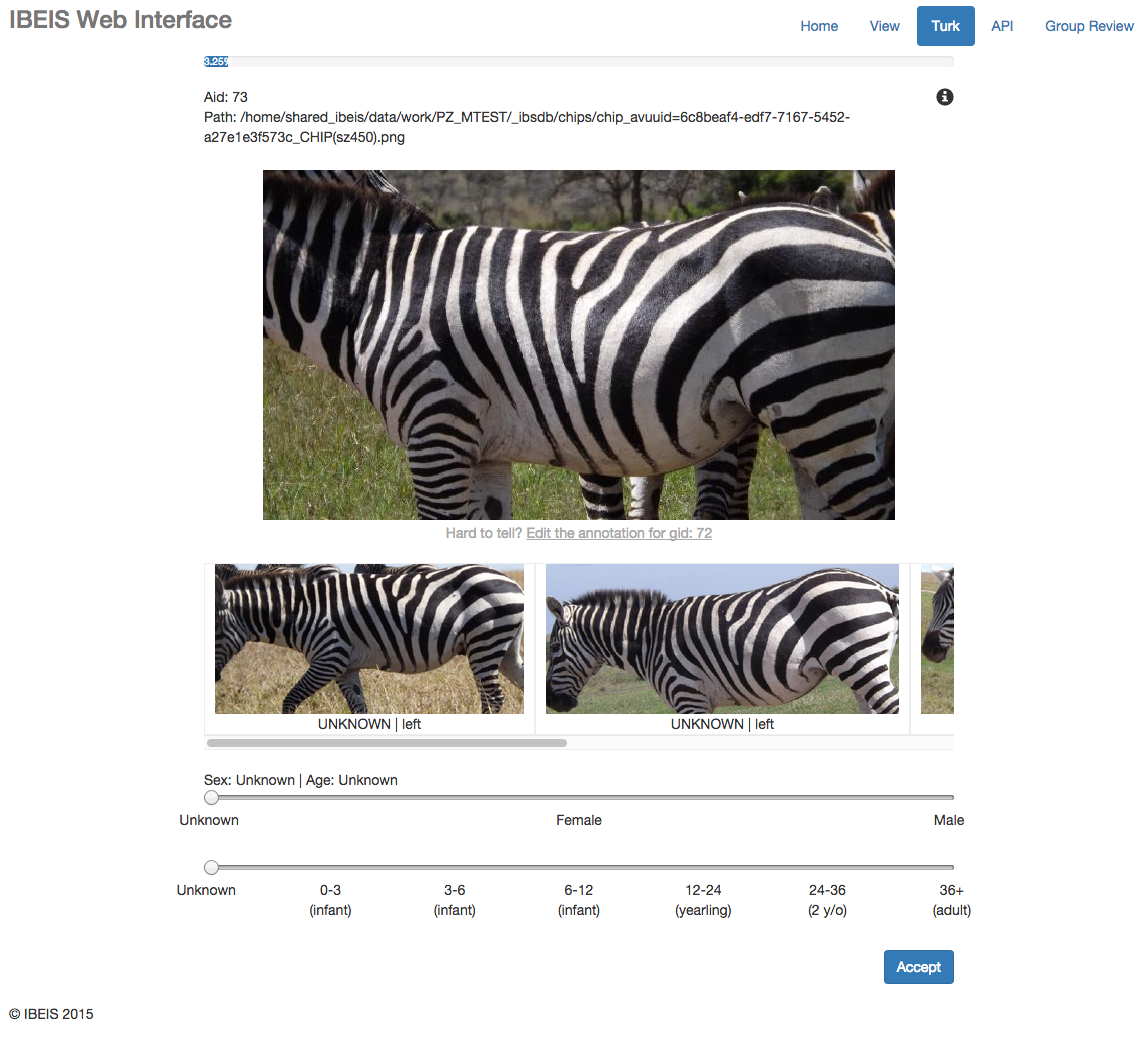 IBEIS Web Interface
Home View Turk API Group Review
3.25%
Aid: 73
Path: /home/shared_ibeis/data/work/PZ_MTEST/_ibsdb/chips/chip_avuuid=6c8beaf4-edf7-7167-5452-
a27e1e3f573c_CHIP(sz450).png
Hard to tell? Edit the annotation for gid: 72
UNKNOWN | left UNKNOWN | left
Sex: Unknown | Age: Unknown
Unknown Female Male
Unknown 0-3 3-6 6-12 12-24 24-36 36+
(infant) (infant) (infant) (yearling) (2 y/o) (adult)
Accept
© IBEIS 2015